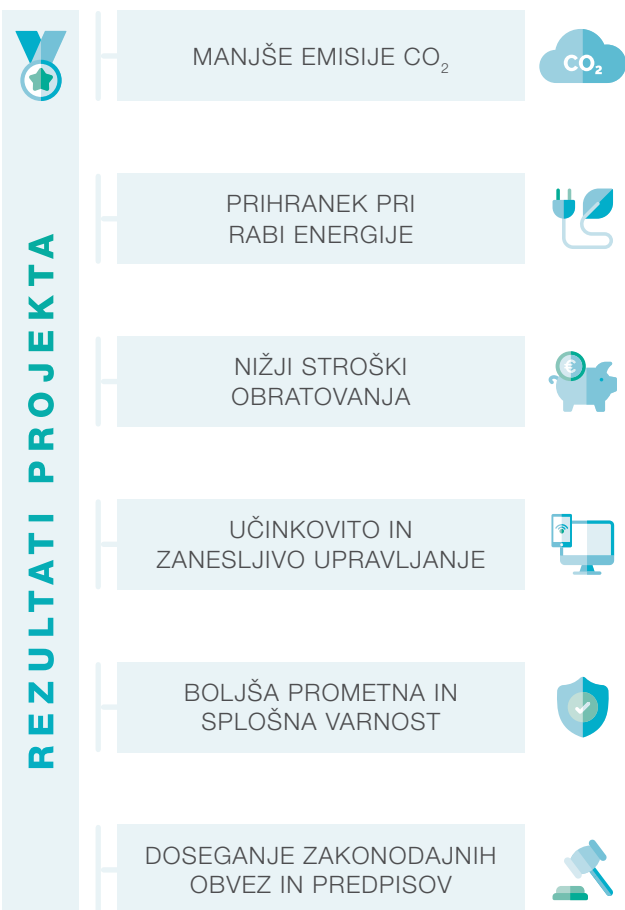 REZULTATI PROJEKTA
MANJŠE EMISIJE CO₂
CO₂
PRIHRANEK PRI
RABI ENERGIJE
NIŽJI STROŠKI
OBRATOVANJA
€
UČINKOVITO IN
ZANESLJIVO UPRAVLJANJE
BOLJŠA PROMETNA IN
SPLOŠNA VARNOST
DOSEGANJE ZAKONODAJNIH
OBVEZ IN PREDPISOV